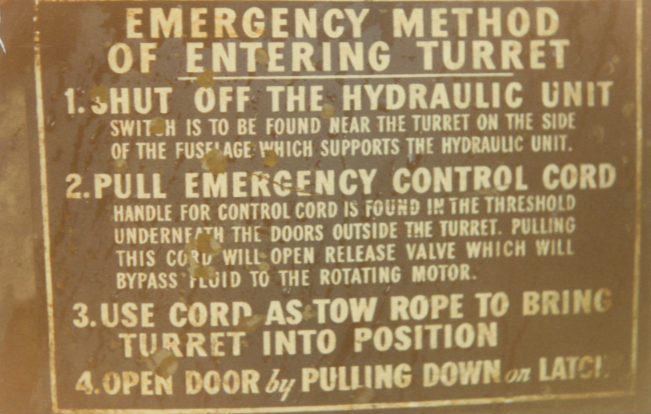 EMERGENCY METHOD
OF ENTERING TURRET
1. SHUT OFF THE HYDRAULIC UNIT
SWITCH IS TO BE FOUND NEAR THE TURRET ON THE SIDE
OF THE FUSELAGE WHICH SUPPORTS THE HYDRAULIC UNIT.
2. PULL EMERGENCY CONTROL CORD
HANDLE FOR CONTROL CORD IS FOUND IN THE THRESHOLD
UNDERNEATH THE DOORS OUTSIDE THE TURRET. PULLING
THIS CORD WILL OPEN RELEASE VALVE WHICH WILL
BYPASS FLUID TO THE ROTATING MOTOR.
3. USE CORD AS TOW ROPE TO BRING
TURRET INTO POSITION
4. OPEN DOOR by PULLING DOWN on LATCH